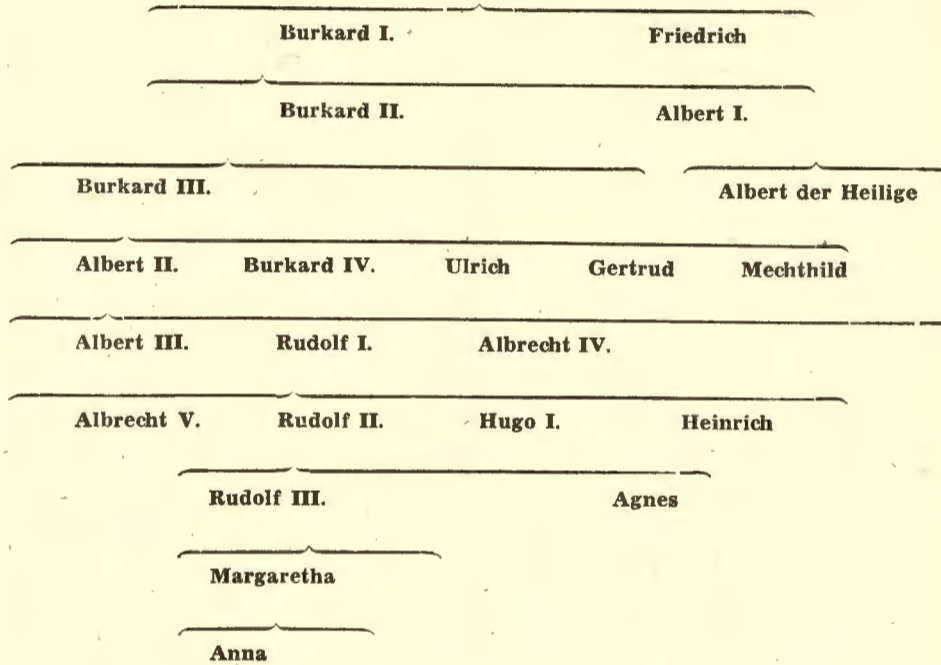 Burkard I. Friedrich
Burkard II. Albert I.
Burkard III. Albert der Heilige
Albert II. Burkard IV. Ulrich Gertrud Mechthild
Albert III. Rudolf I. Albrecht IV.
Albrecht V. Rudolf II. Hugo I. Heinrich
Rudolf III. Agnes
Margaretha
Anna